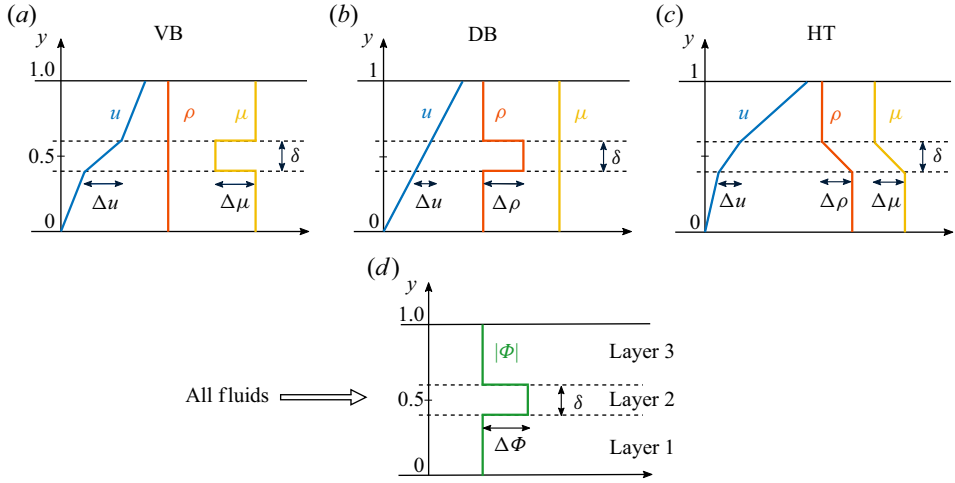 (a) VB
y
1.0
u ρ μ
0.5
δ
Δu Δμ
0
(b) DB
y
1
u ρ μ
δ
Δu Δρ
0
(c) HT
y
1
u ρ μ
δ
Δu Δρ Δμ
0
(d)
y
1.0
|Φ| Layer 3
All fluids 0.5 δ Layer 2
ΔΦ Layer 1
0